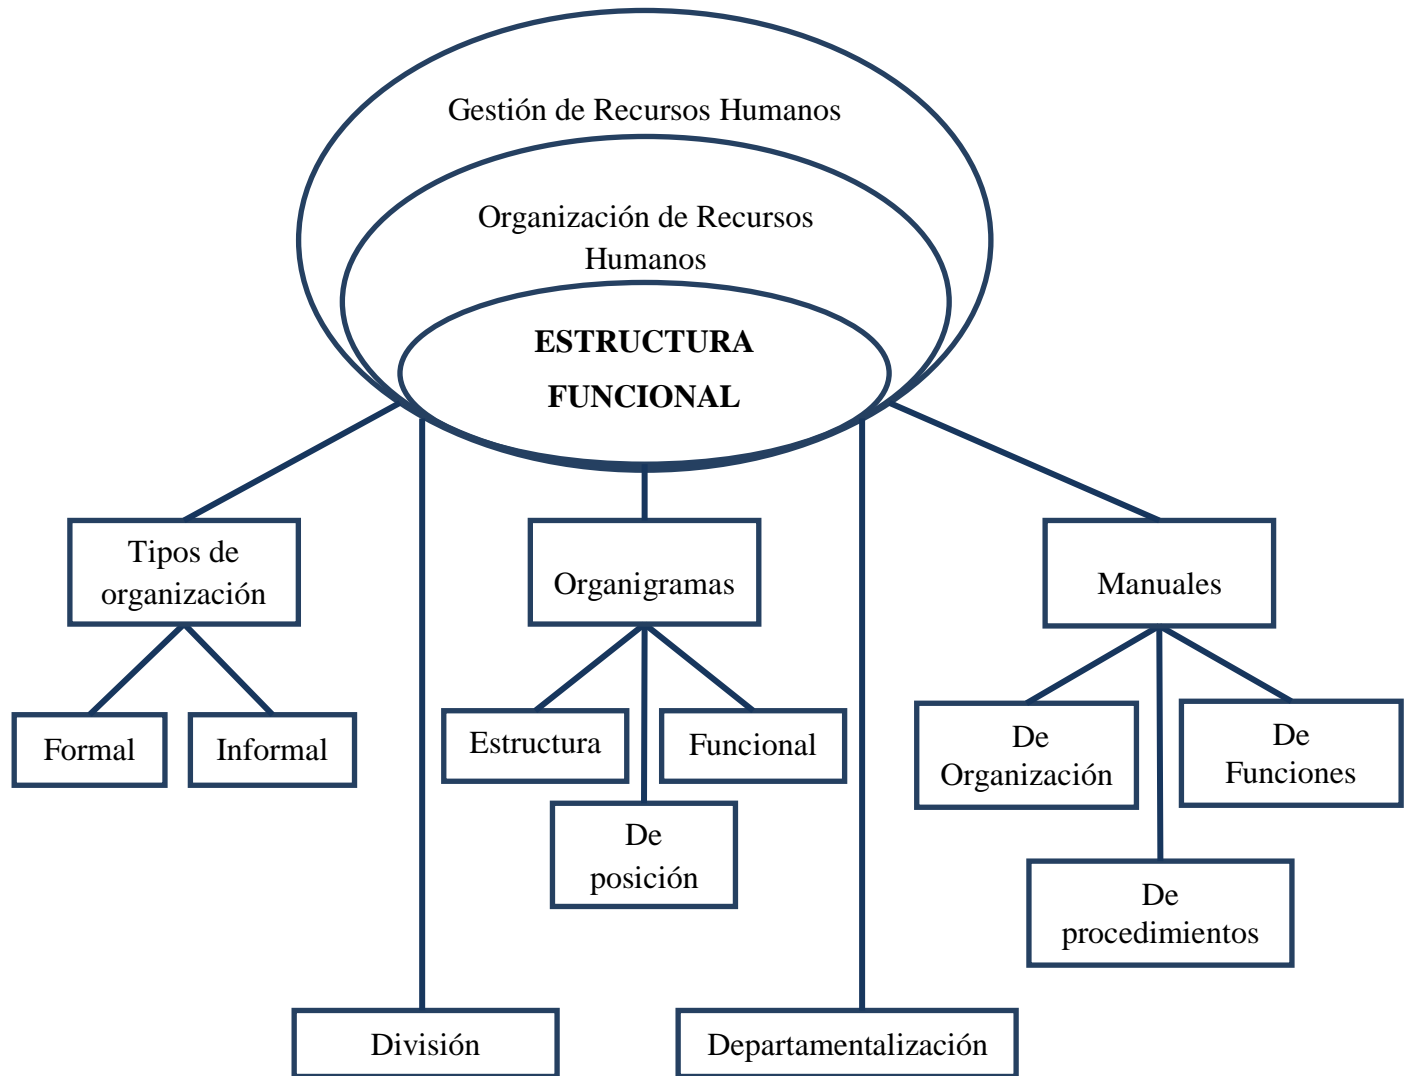 Gestión de Recursos Humanos
Organización de Recursos
Humanos
ESTRUCTURA
FUNCIONAL
Tipos de
organización
Organigramas
Manuales
Formal
Informal
Estructura
Funcional
De
posición
De
Organización
De
Funciones
De
procedimientos
División
Departamentalización